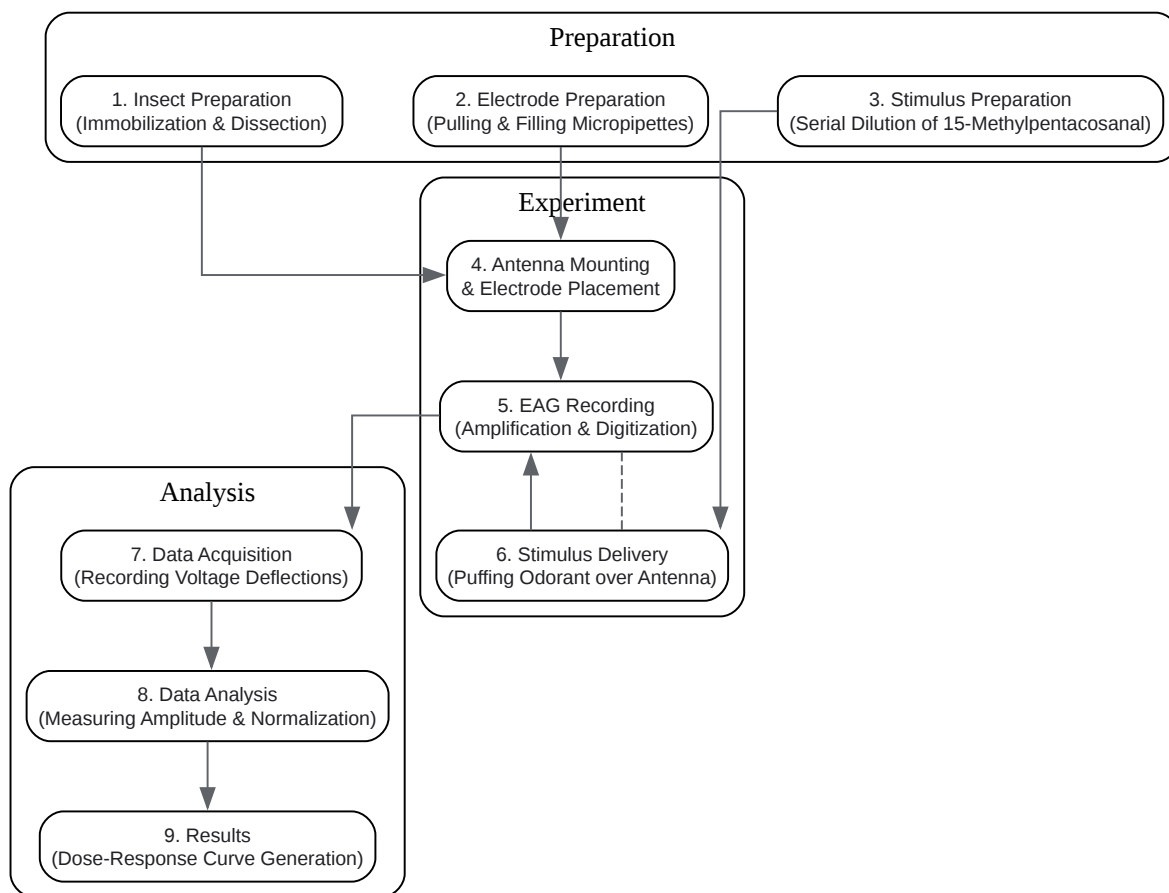 Preparation
1. Insect Preparation
(Immobilization & Dissection)
2. Electrode Preparation
(Pulling & Filling Micropipettes)
3. Stimulus Preparation
(Serial Dilution of 15-Methylpentacosanal)
Experiment
4. Antenna Mounting
& Electrode Placement
5. EAG Recording
(Amplification & Digitization)
6. Stimulus Delivery
(Puffing Odorant over Antenna)
Analysis
7. Data Acquisition
(Recording Voltage Deflections)
8. Data Analysis
(Measuring Amplitude & Normalization)
9. Results
(Dose-Response Curve Generation)